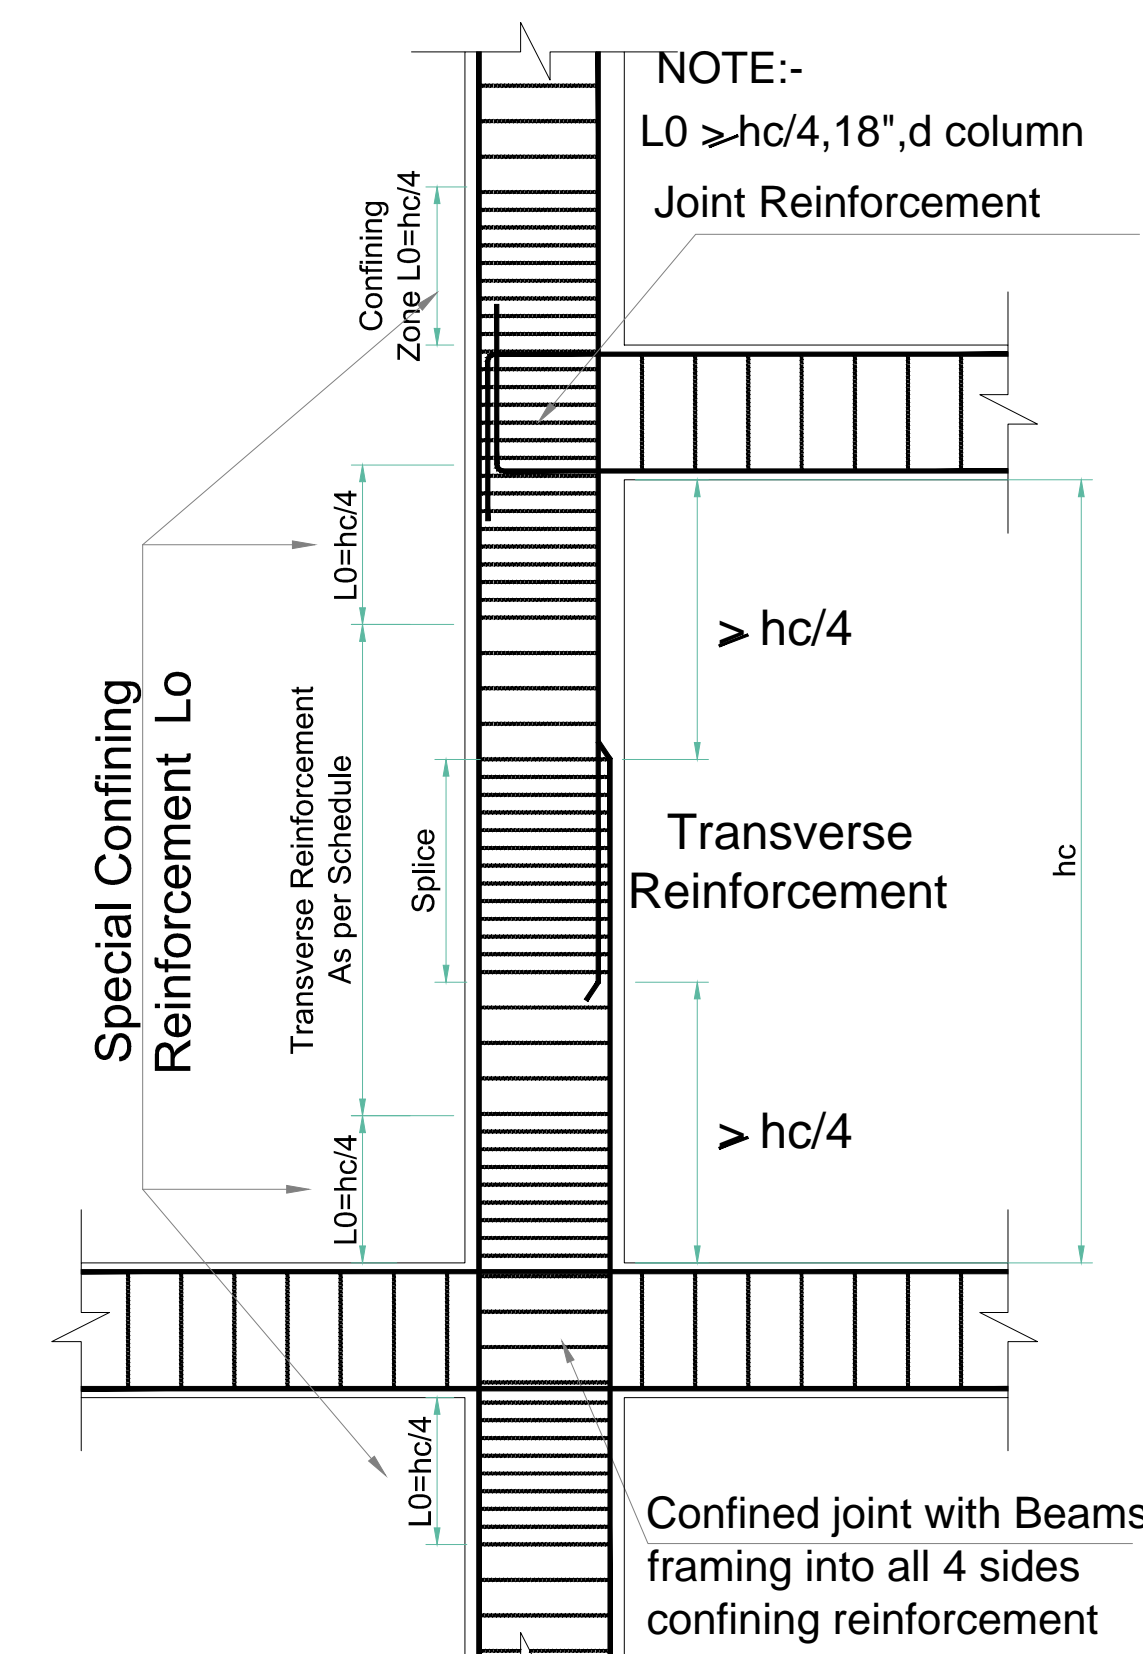 NOTE:-
L0 ⩾ hc/4,18",d column
Joint Reinforcement
Confining
Zone L0=hc/4
L0=hc/4
⩾ hc/4
Special Confining
Reinforcement Lo
Transverse Reinforcement
As per Schedule
Splice
Transverse
Reinforcement
hc
⩾ hc/4
L0=hc/4
L0=hc/4
Confined joint with Beams
framing into all 4 sides
confining reinforcement